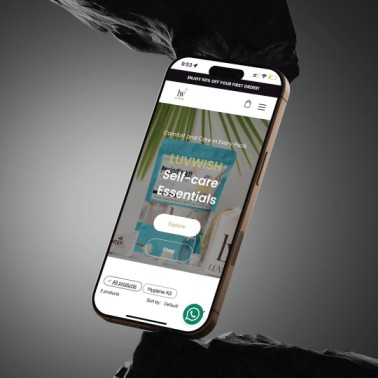 9:53
ENJOY 50% OFF YOUR FIRST ORDER!
lw
Comfort and Care in Every Pack
LUVWISH
Self-care
Essentials
Explore
Shop
All products
Hygiene Kit
2 products
Sort by:
Default